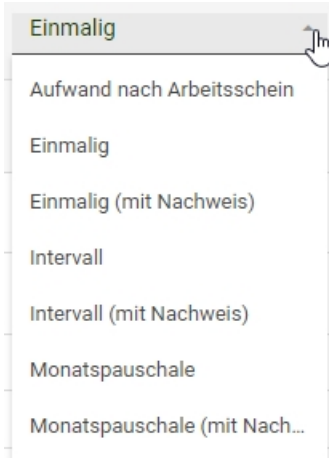 Einmalig
Aufwand nach Arbeitsschein
Einmalig
Einmalig (mit Nachweis)
Intervall
Intervall (mit Nachweis)
Monatspauschale
Monatspauschale (mit Nach...